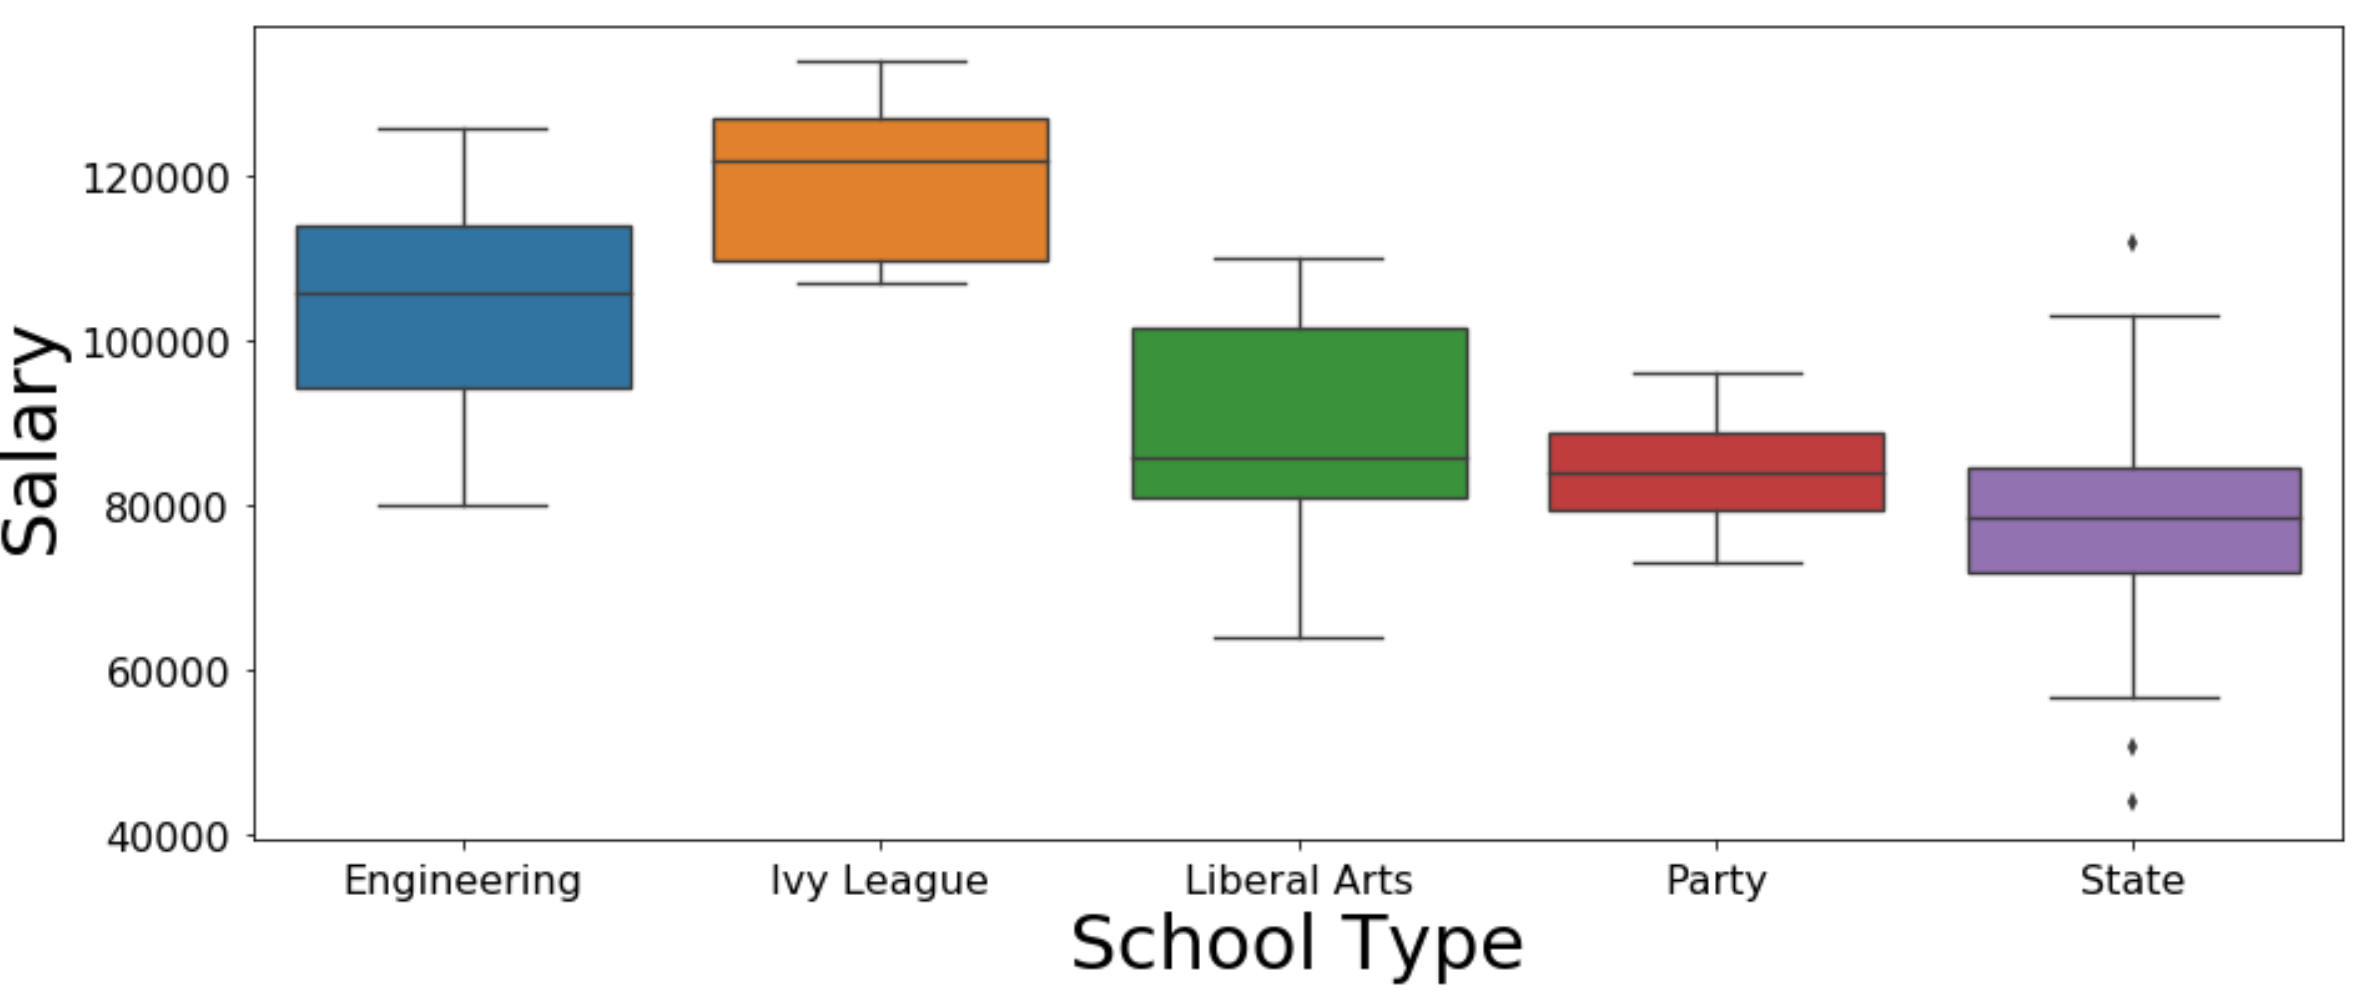 Salary
120000
100000
80000
60000
40000
Engineering Ivy League Liberal Arts Party State
School Type